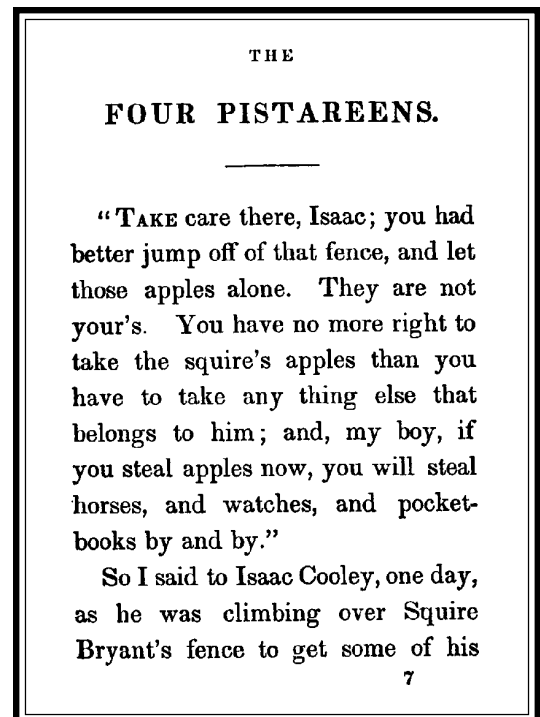 THE
FOUR PISTAREENS.
"TAKE care there, Isaac; you had
better jump off of that fence, and let
those apples alone. They are not
your's. You have no more right to
take the squire's apples than you
have to take any thing else that
belongs to him; and, my boy, if
you steal apples now, you will steal
horses, and watches, and pocket-
books by and by."
So I said to Isaac Cooley, one day,
as he was climbing over Squire
Bryant's fence to get some of his
7